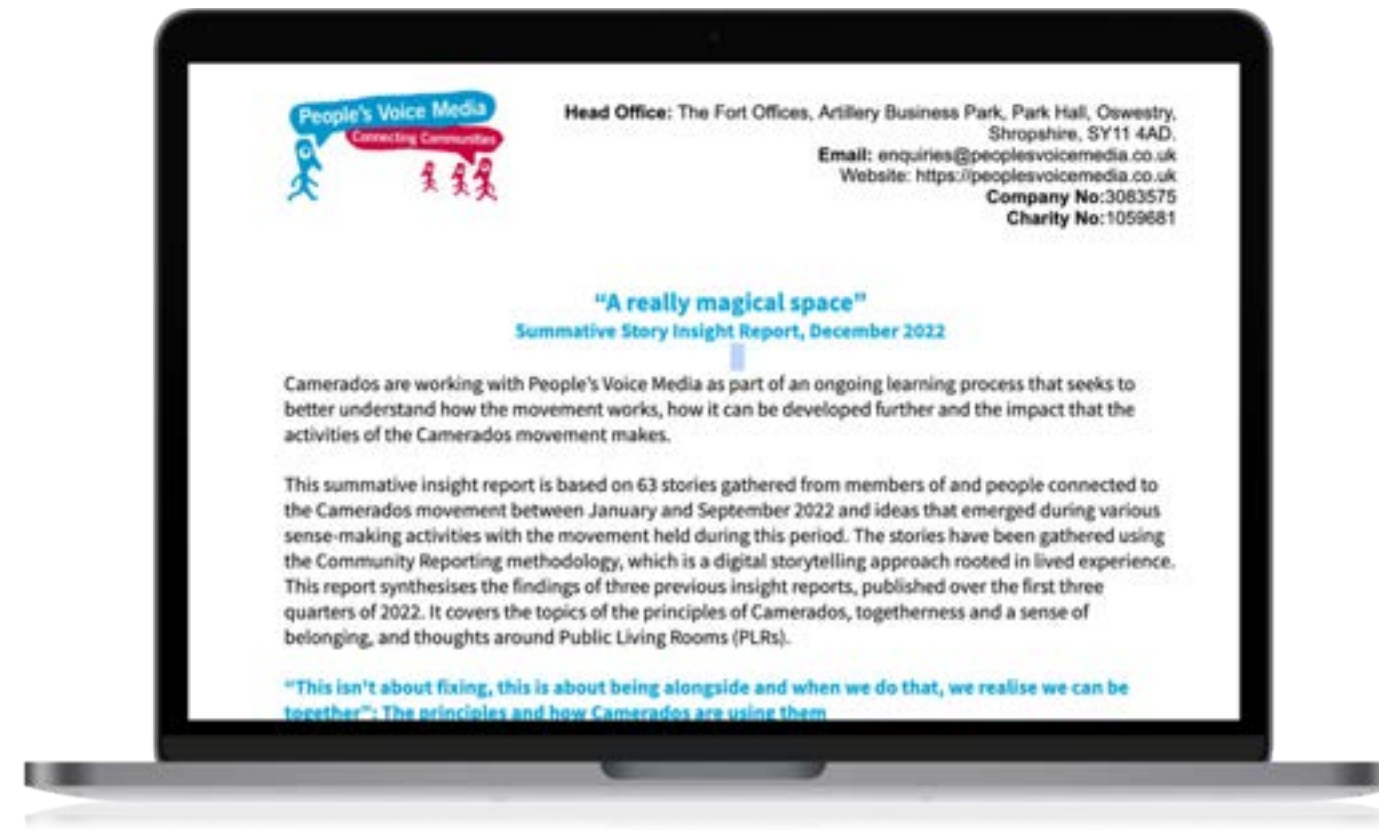 People's Voice Media
Connecting Communities
Head Office: The Fort Offices, Artillery Business Park, Park Hall, Oswestry,
Shropshire, SY11 4AD.
Email: enquiries@peoplesvoicemedia.co.uk
Website: https://peoplesvoicemedia.co.uk
Company No:3083575
Charity No:1059681
“A really magical space”
Summative Story Insight Report, December 2022
Camerados are working with People’s Voice Media as part of an ongoing learning process that seeks to
better understand how the movement works, how it can be developed further and the impact that the
activities of the Camerados movement makes.
This summative insight report is based on 63 stories gathered from members of and people connected to
the Camerados movement between January and September 2022 and ideas that emerged during various
sense-making activities with the movement held during this period. The stories have been gathered using
the Community Reporting methodology, which is a digital storytelling approach rooted in lived experience.
This report synthesises the findings of three previous insight reports, published over the first three
quarters of 2022. It covers the topics of the principles of Camerados, togetherness and a sense of
belonging, and thoughts around Public Living Rooms (PLRs).
“This isn’t about fixing, this is about being alongside and when we do that, we realise we can be
together”: The principles and how Camerados are using them